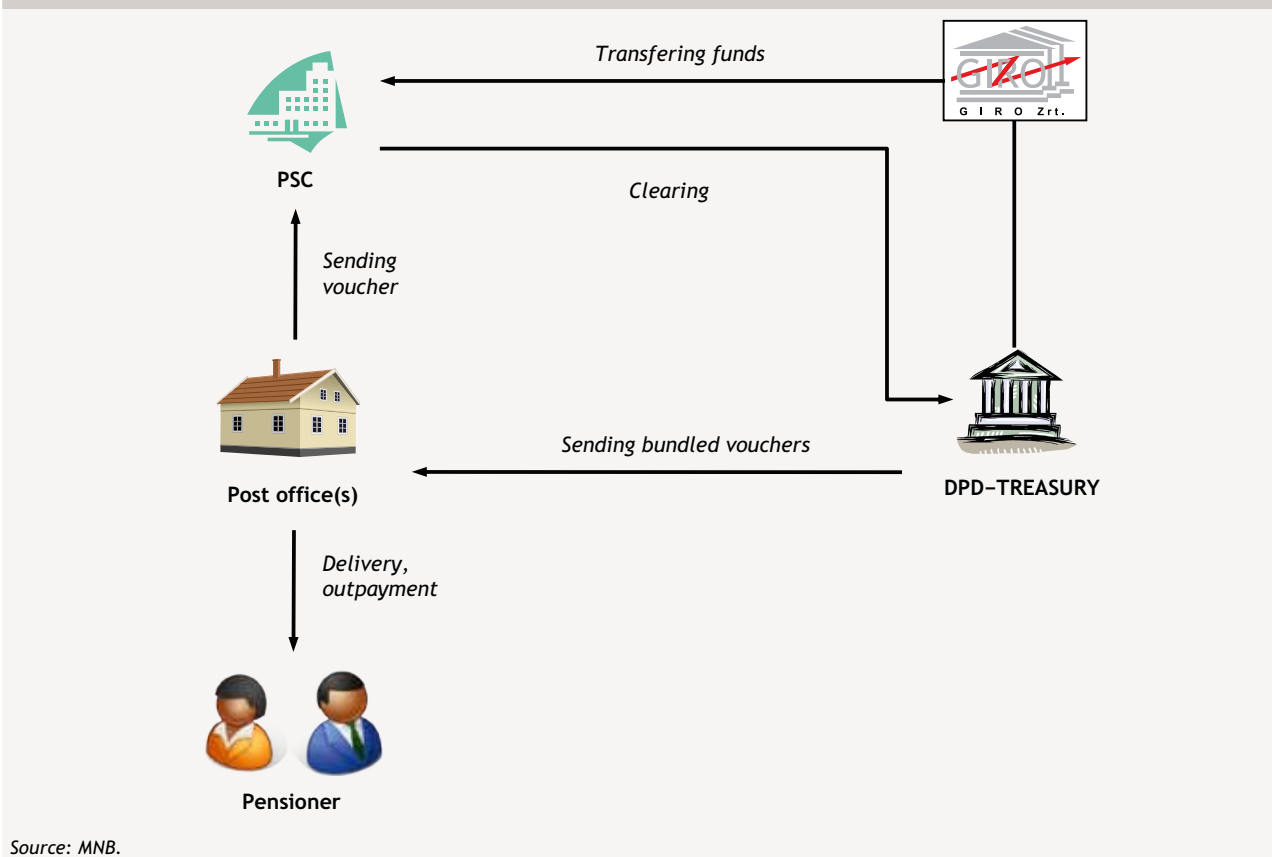 Transfering funds
GIRO
G I R O Zrt.
PSC
Clearing
Sending
voucher
Sending bundled vouchers
Post office(s)
DPD−TREASURY
Delivery,
outpayment
Pensioner
Source: MNB.